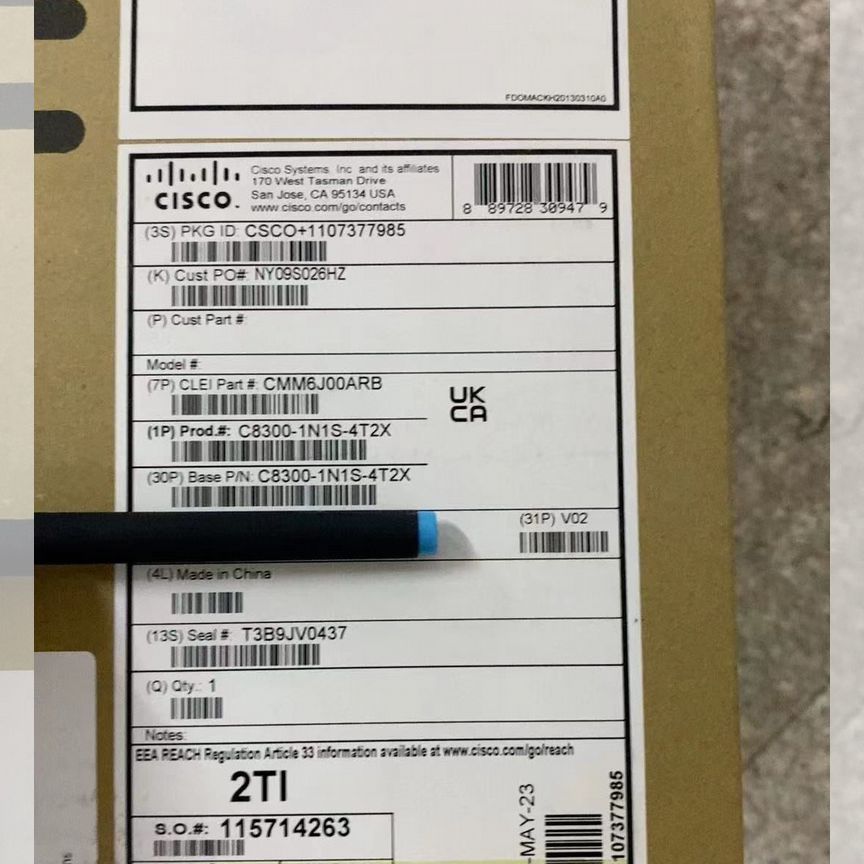 FDOMACKH20130310A0
CISCO.
Cisco Systems, Inc. and its affiliates
170 West Tasman Drive
San Jose, CA 95134 USA
www.cisco.com/go/contacts
8 89728 30947 9
(3S) PKG ID: CSCO+1107377985
(K) Cust PO#: NY09S026HZ
(P) Cust Part #:
Model #:
(7P) CLEI Part #: CMM6J00ARB
UK
CA
(1P) Prod.#: C8300-1N1S-4T2X
(30P) Base P/N: C8300-1N1S-4T2X
(31P) V02
(4L) Made in China
(13S) Seal #: T3B9JV0437
(Q) Qty.: 1
Notes:
EEA REACH Regulation Article 33 information available at www.cisco.com/go/reach
2TI
S.O.#: 115714263
-MAY-23
107377985